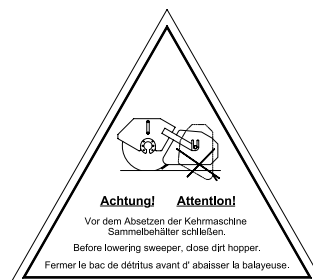 Achtung! Attention!
Vor dem Absetzen der Kehrmaschine
Sammelbehälter schließen.
Before lowering sweeper, close dirt hopper.
Fermer le bac de détritus avant d' abaisser la balayeuse.